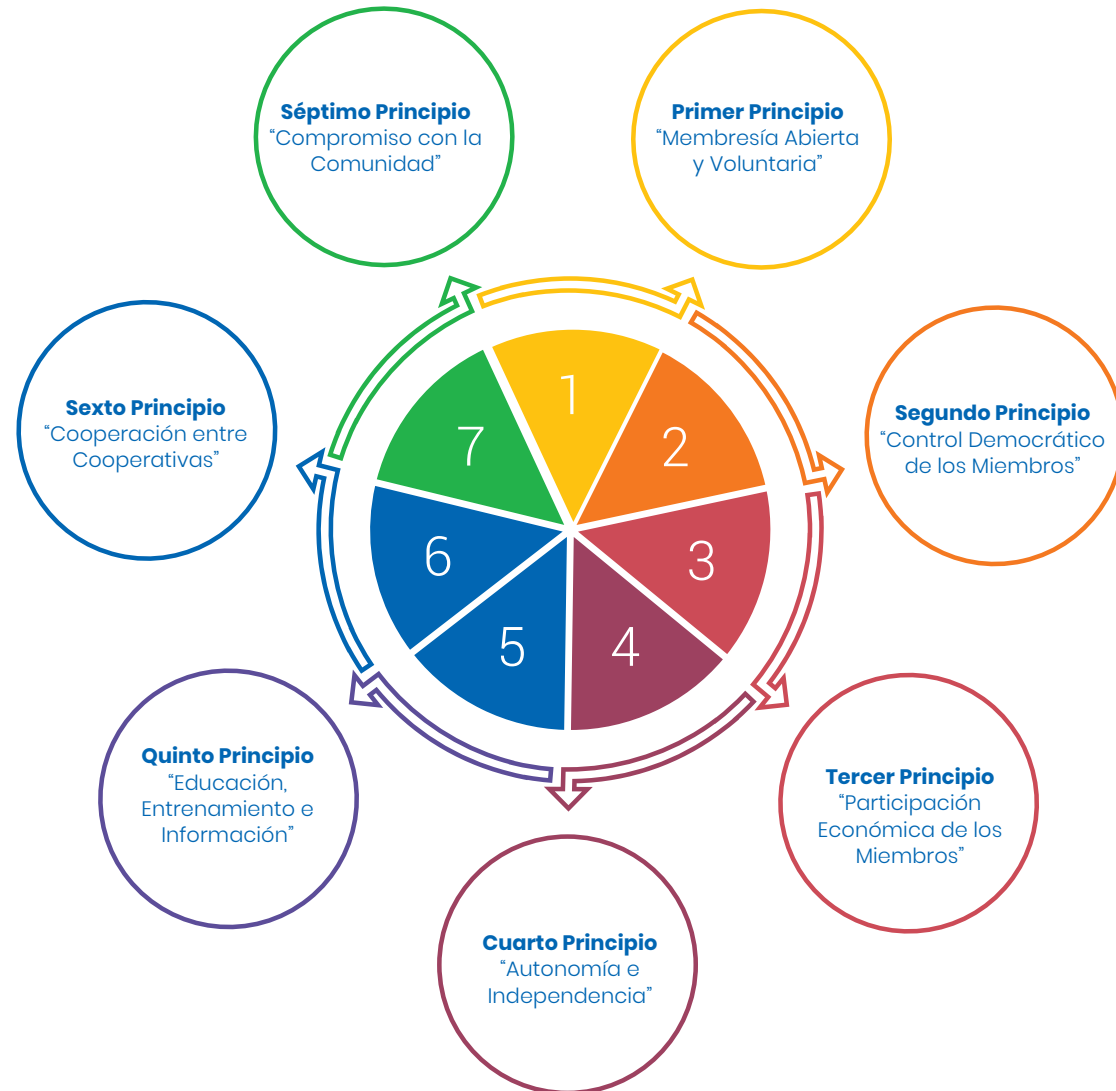 Primer Principio
“Membresía Abierta
y Voluntaria”
Segundo Principio
“Control Democrático
de los Miembros”
Tercer Principio
“Participación
Económica de los
Miembros”
Cuarto Principio
“Autonomía e
Independencia”
Quinto Principio
“Educación,
Entrenamiento e
Información”
Sexto Principio
“Cooperación entre
Cooperativas”
Séptimo Principio
“Compromiso con la
Comunidad”
1
2
3
4
5
6
7